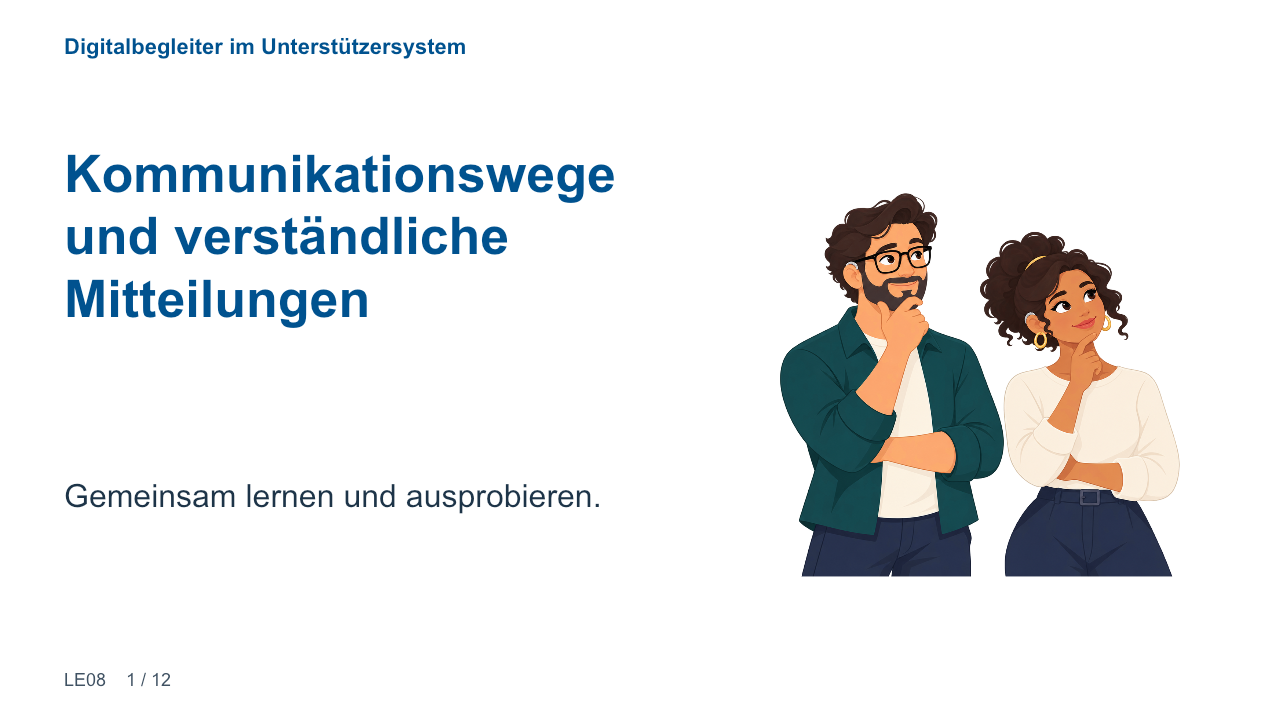 Digitalbegleiter im Unterstützersystem
Kommunikationswege
und verständliche
Mitteilungen
Gemeinsam lernen und ausprobieren.
LE08 1 / 12